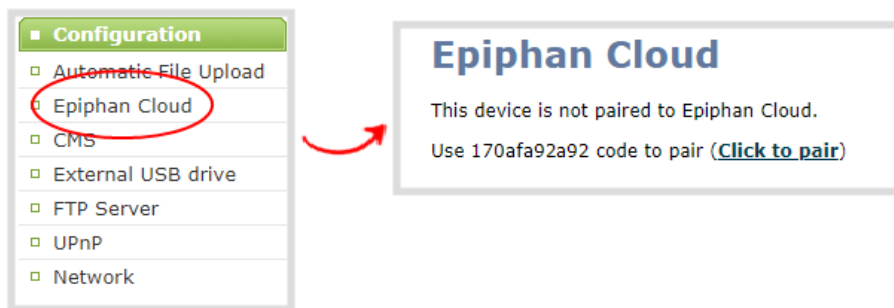 Configuration
Automatic File Upload
Epiphan Cloud
CMS
External USB drive
FTP Server
UPnP
Network
Epiphan Cloud
This device is not paired to Epiphan Cloud.
Use 170afa92a92 code to pair (Click to pair)